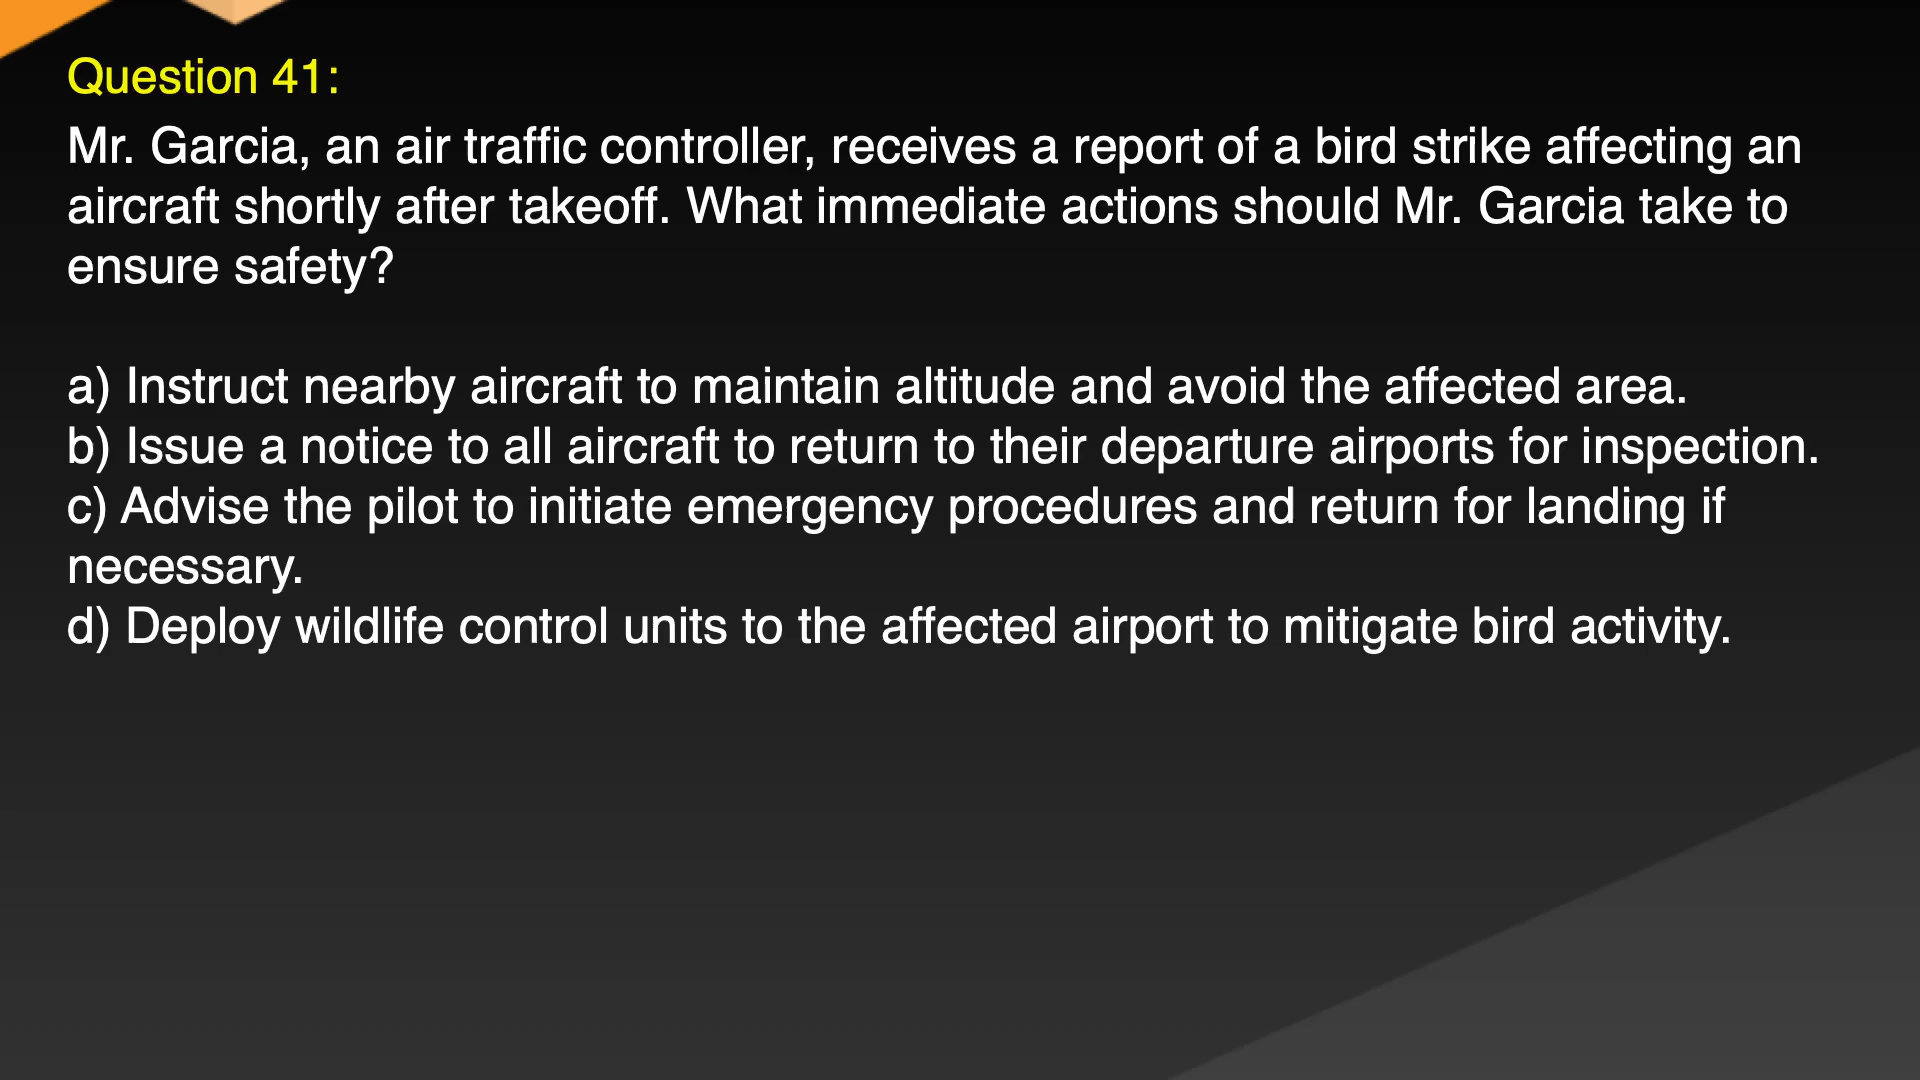 Question 41:
Mr. Garcia, an air traffic controller, receives a report of a bird strike affecting an
aircraft shortly after takeoff. What immediate actions should Mr. Garcia take to
ensure safety?
a) Instruct nearby aircraft to maintain altitude and avoid the affected area.
b) Issue a notice to all aircraft to return to their departure airports for inspection.
c) Advise the pilot to initiate emergency procedures and return for landing if
necessary.
d) Deploy wildlife control units to the affected airport to mitigate bird activity.